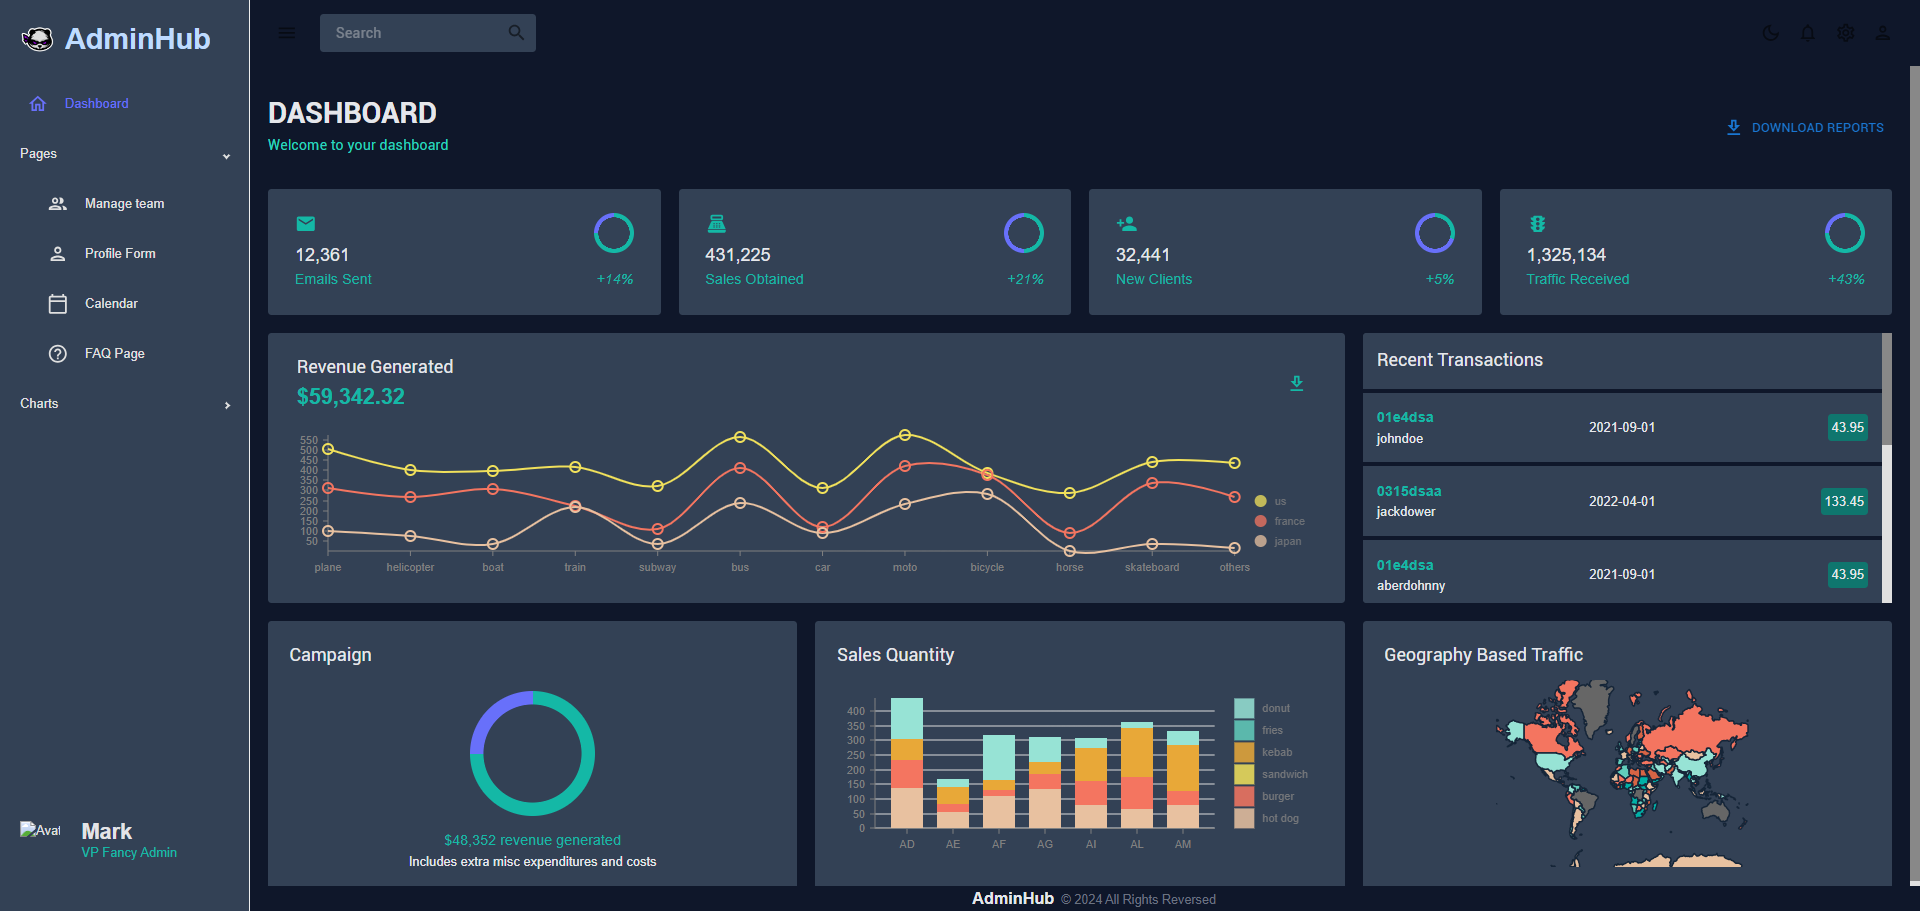 AdminHub
Search
Dashboard
Pages
Manage team
Profile Form
Calendar
FAQ Page
Charts
Mark
VP Fancy Admin
DASHBOARD
Welcome to your dashboard
DOWNLOAD REPORTS
12,361
Emails Sent
+14%
431,225
Sales Obtained
+21%
32,441
New Clients
+5%
1,325,134
Traffic Received
+43%
Revenue Generated
$59,342.32
550
500
450
400
350
300
250
200
150
100
50
plane helicopter boat train subway bus car moto bicycle horse skateboard others
us
france
japan
Recent Transactions
01e4dsa
johndoe
2021-09-01
43.95
0315dsaa
jackdower
2022-04-01
133.45
01e4dsa
aberdohnny
2021-09-01
43.95
Campaign
$48,352 revenue generated
Includes extra misc expenditures and costs
Sales Quantity
400
350
300
250
200
150
100
50
0
AD AE AF AG AI AL AM
donut
fries
kebab
sandwich
burger
hot dog
Geography Based Traffic
AdminHub © 2024 All Rights Reversed